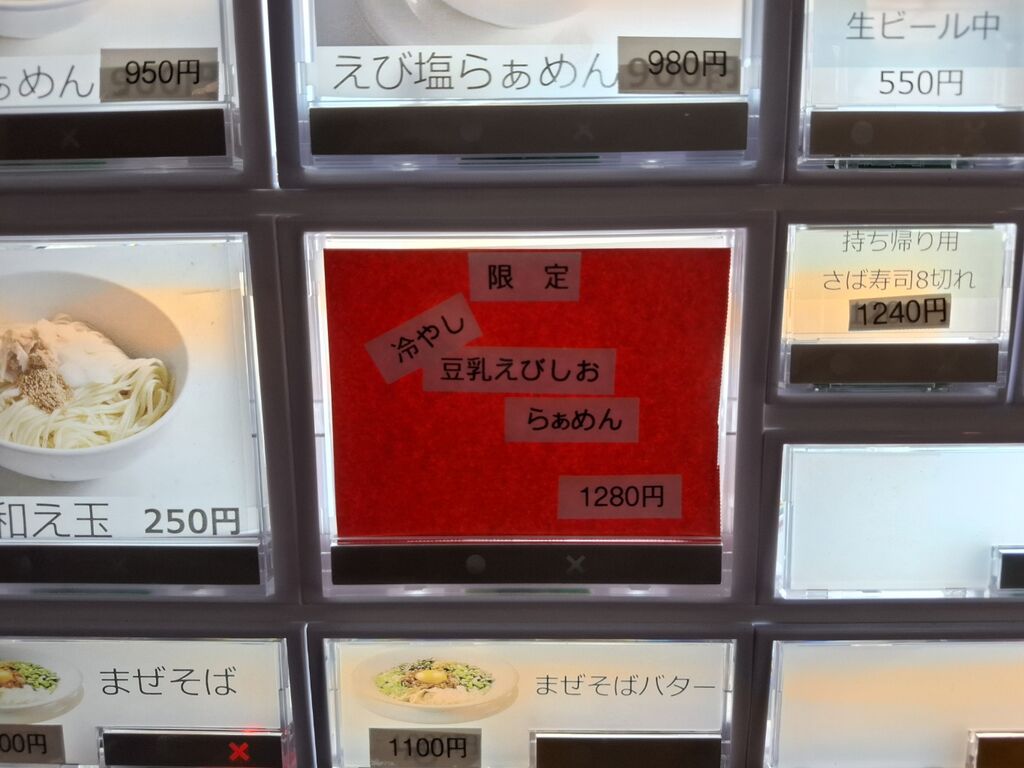 らぁめん 950円
えび塩らぁめん 980円
生ビール中
550円
限 定
冷やし
豆乳えびしお
らぁめん
1280円
持ち帰り用
さば寿司8切れ
1240円
和え玉 250円
まぜそば
00円
まぜそばバター
1100円